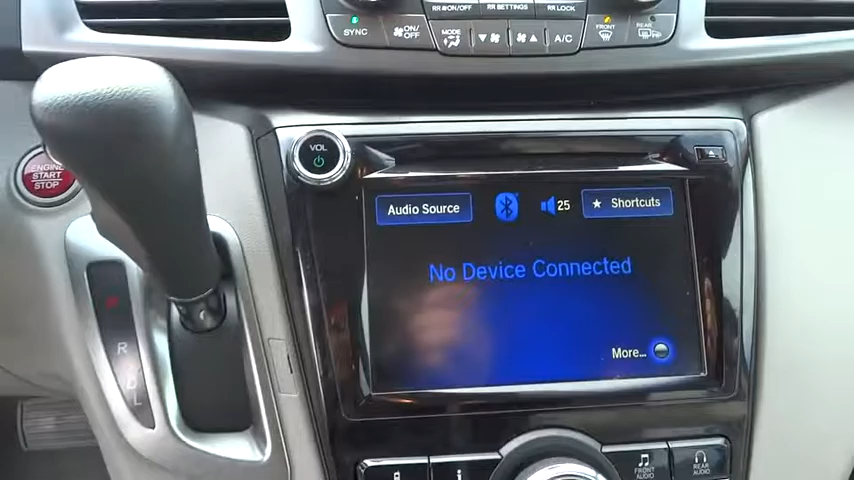 RR ON/OFF RR SETTINGS RR LOCK
SYNC ON/OFF MODE A/C FRONT REAR
VOL
ENGINE
START
STOP
Audio Source 25 ★ Shortcuts
No Device Connected
More...
R
D
L
FRONT
AUDIO
REAR
AUDIO